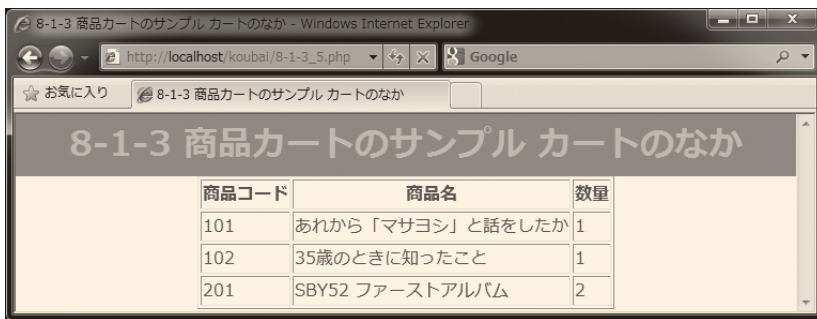 8-1-3 商品カートのサンプル カートのなか - Windows Internet Explorer
http://localhost/koubai/8-1-3_5.php Google
お気に入り 8-1-3 商品カートのサンプル カートのなか
8-1-3 商品カートのサンプル カートのなか
商品コード 商品名 数量
101 あれから「マサヨシ」と話をしたか 1
102 35歳のときに知ったこと 1
201 SBY52 ファーストアルバム 2